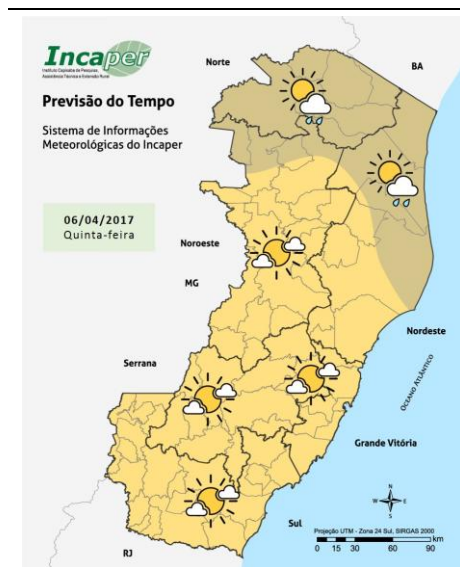 Incaper
Instituto Capixaba de Pesquisa,
Assistência Técnica e Extensão Rural
Previsão do Tempo
Sistema de Informações
Meteorológicas do Incaper
06/04/2017
Quinta-feira
Norte
BA
Noroeste
MG
Nordeste
Serrana
OCEANO ATLÂNTICO
Grande Vitória
Sul
RJ
N
W
E
S
Projeção UTM - Zona 24 Sul, SIRGAS 2000
km
0 15 30 60 90